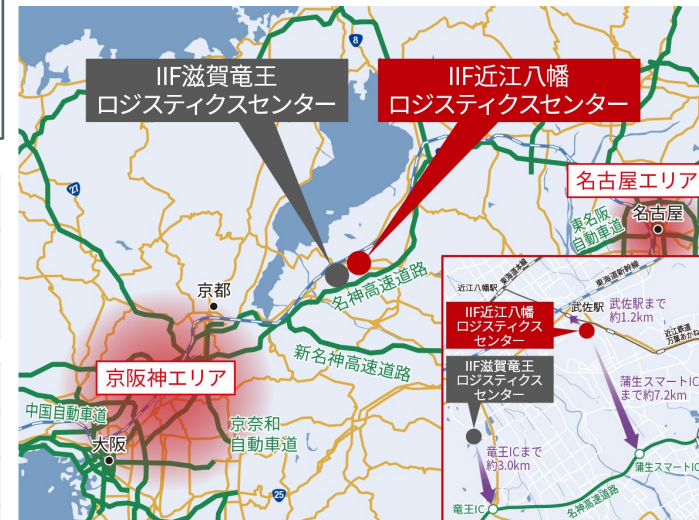 8
IIF滋賀竜王
ロジスティクスセンター
IIF近江八幡
ロジスティクスセンター
27
名古屋エリア
名古屋
東名阪
自動車道
名神高速道路
京都
新名神高速道路
京阪神エリア
中国自動車道
大阪
京奈和
自動車道
25
東海道本線
東海道新幹線
近江八幡駅
武佐駅
武佐駅まで
約1.2km
IIF近江八幡
ロジスティクス
センター
近江鉄道
万葉あかね
IIF滋賀竜王
ロジスティクス
センター
蒲生スマートIC
まで約7.2km
竜王ICまで
約3.0km
蒲生スマートIC
竜王IC
名神高速道路